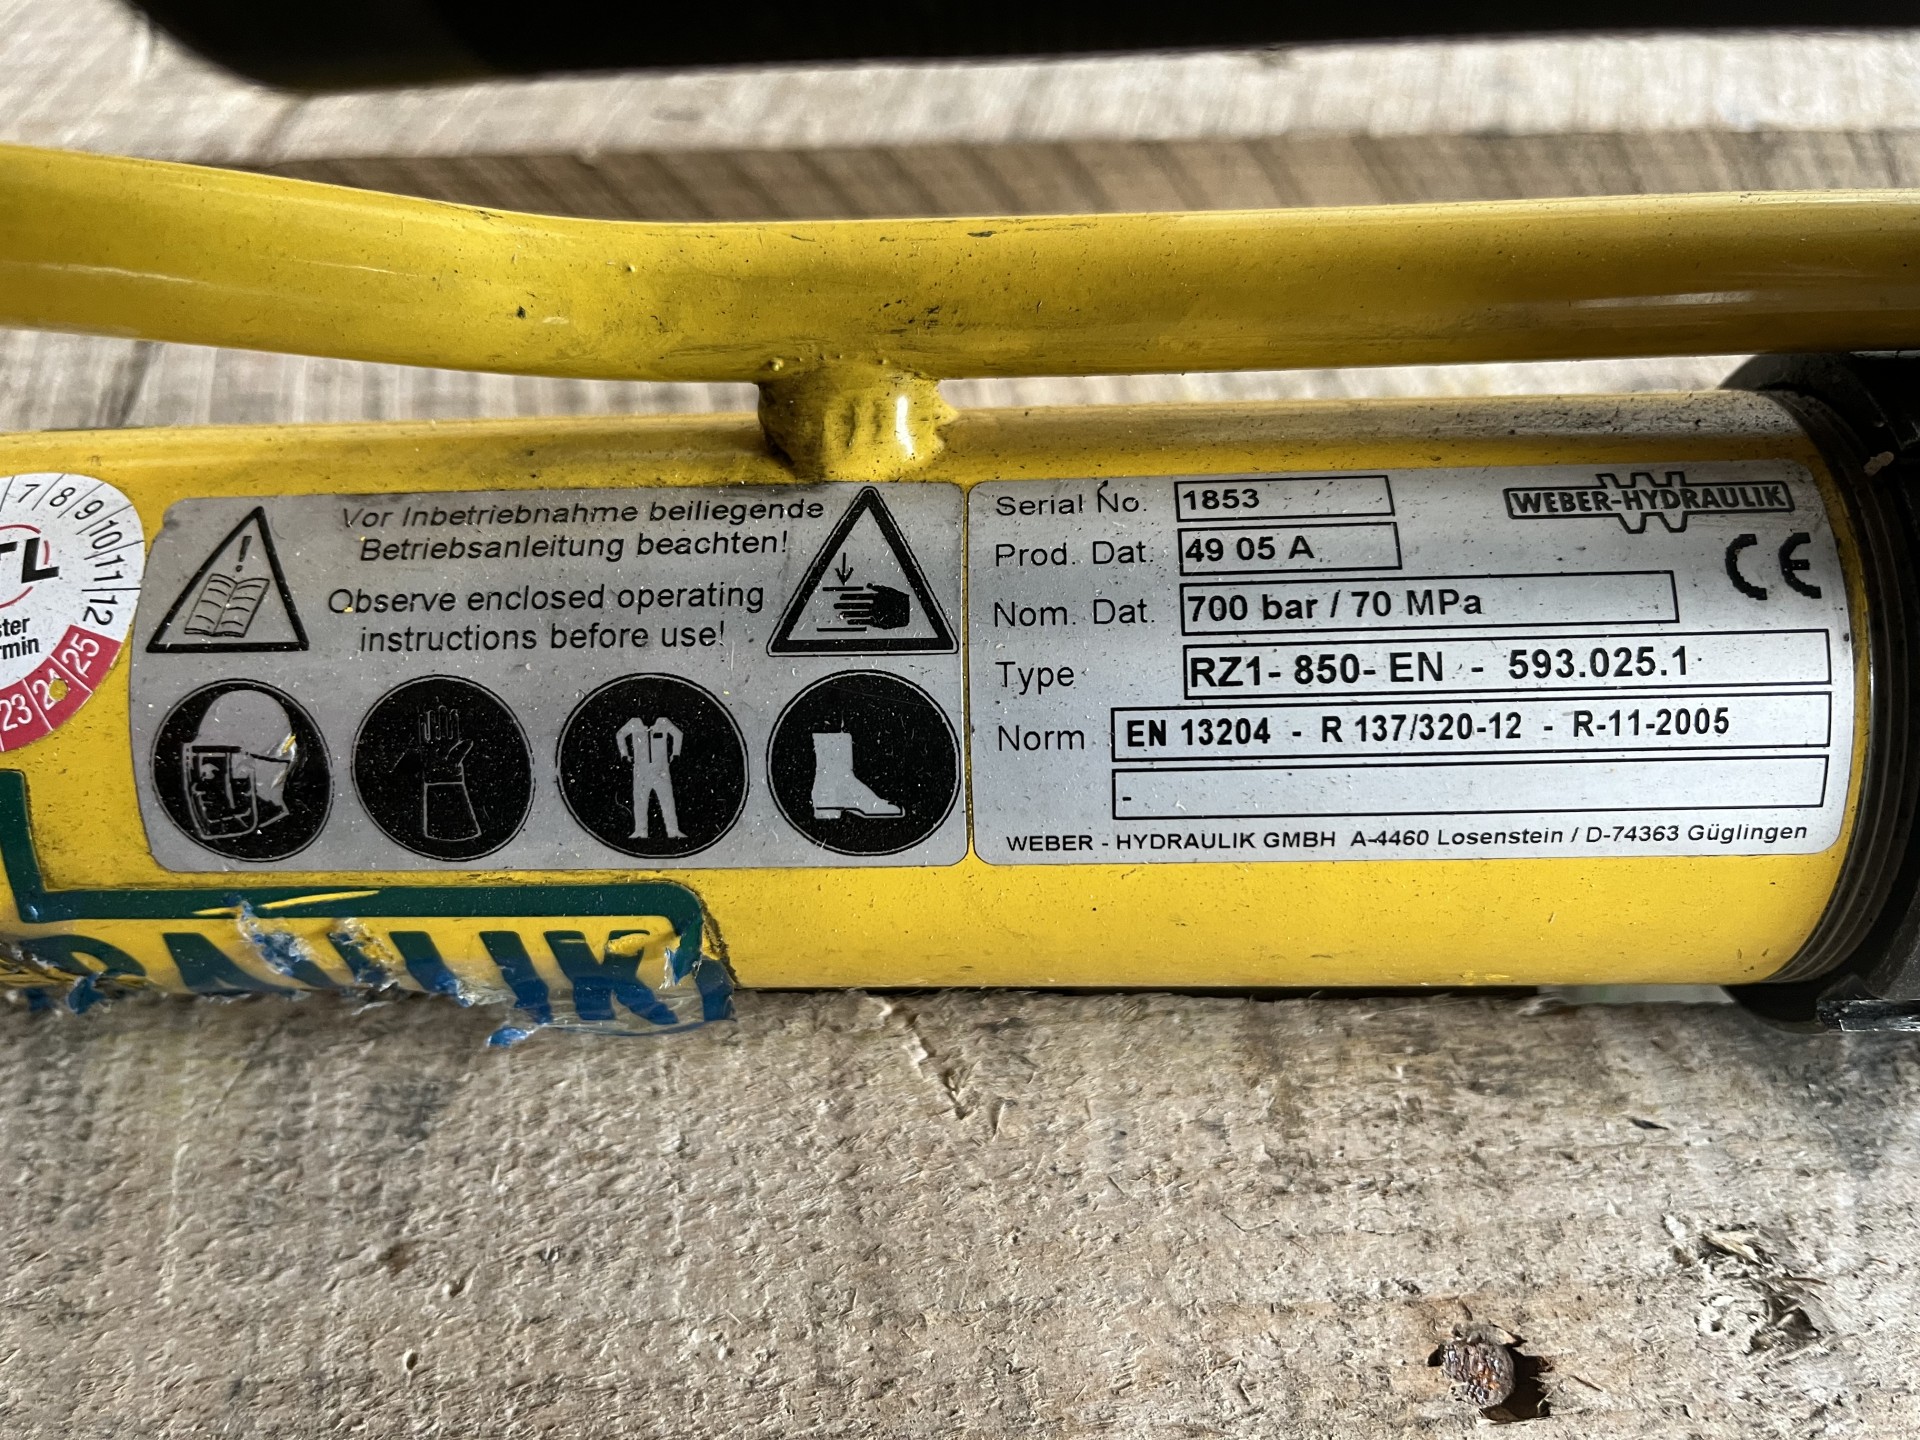 7 8 9 10 11 12
23 24 25
Vor Inbetriebnahme beiliegende
Betriebsanleitung beachten!
Observe enclosed operating
instructions before use!
WEBER-HYDRAULIK
CE
Serial No. 1853
Prod. Dat. 49 05 A
Nom. Dat. 700 bar / 70 MPa
Type RZ1- 850- EN - 593.025.1
Norm EN 13204 - R 137/320-12 - R-11-2005
-
WEBER - HYDRAULIK GMBH A-4460 Losenstein / D-74363 Güglingen
RAULIK